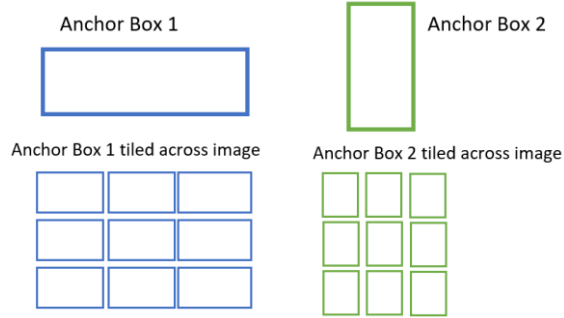 Anchor Box 1
Anchor Box 2
Anchor Box 1 tiled across image
Anchor Box 2 tiled across image